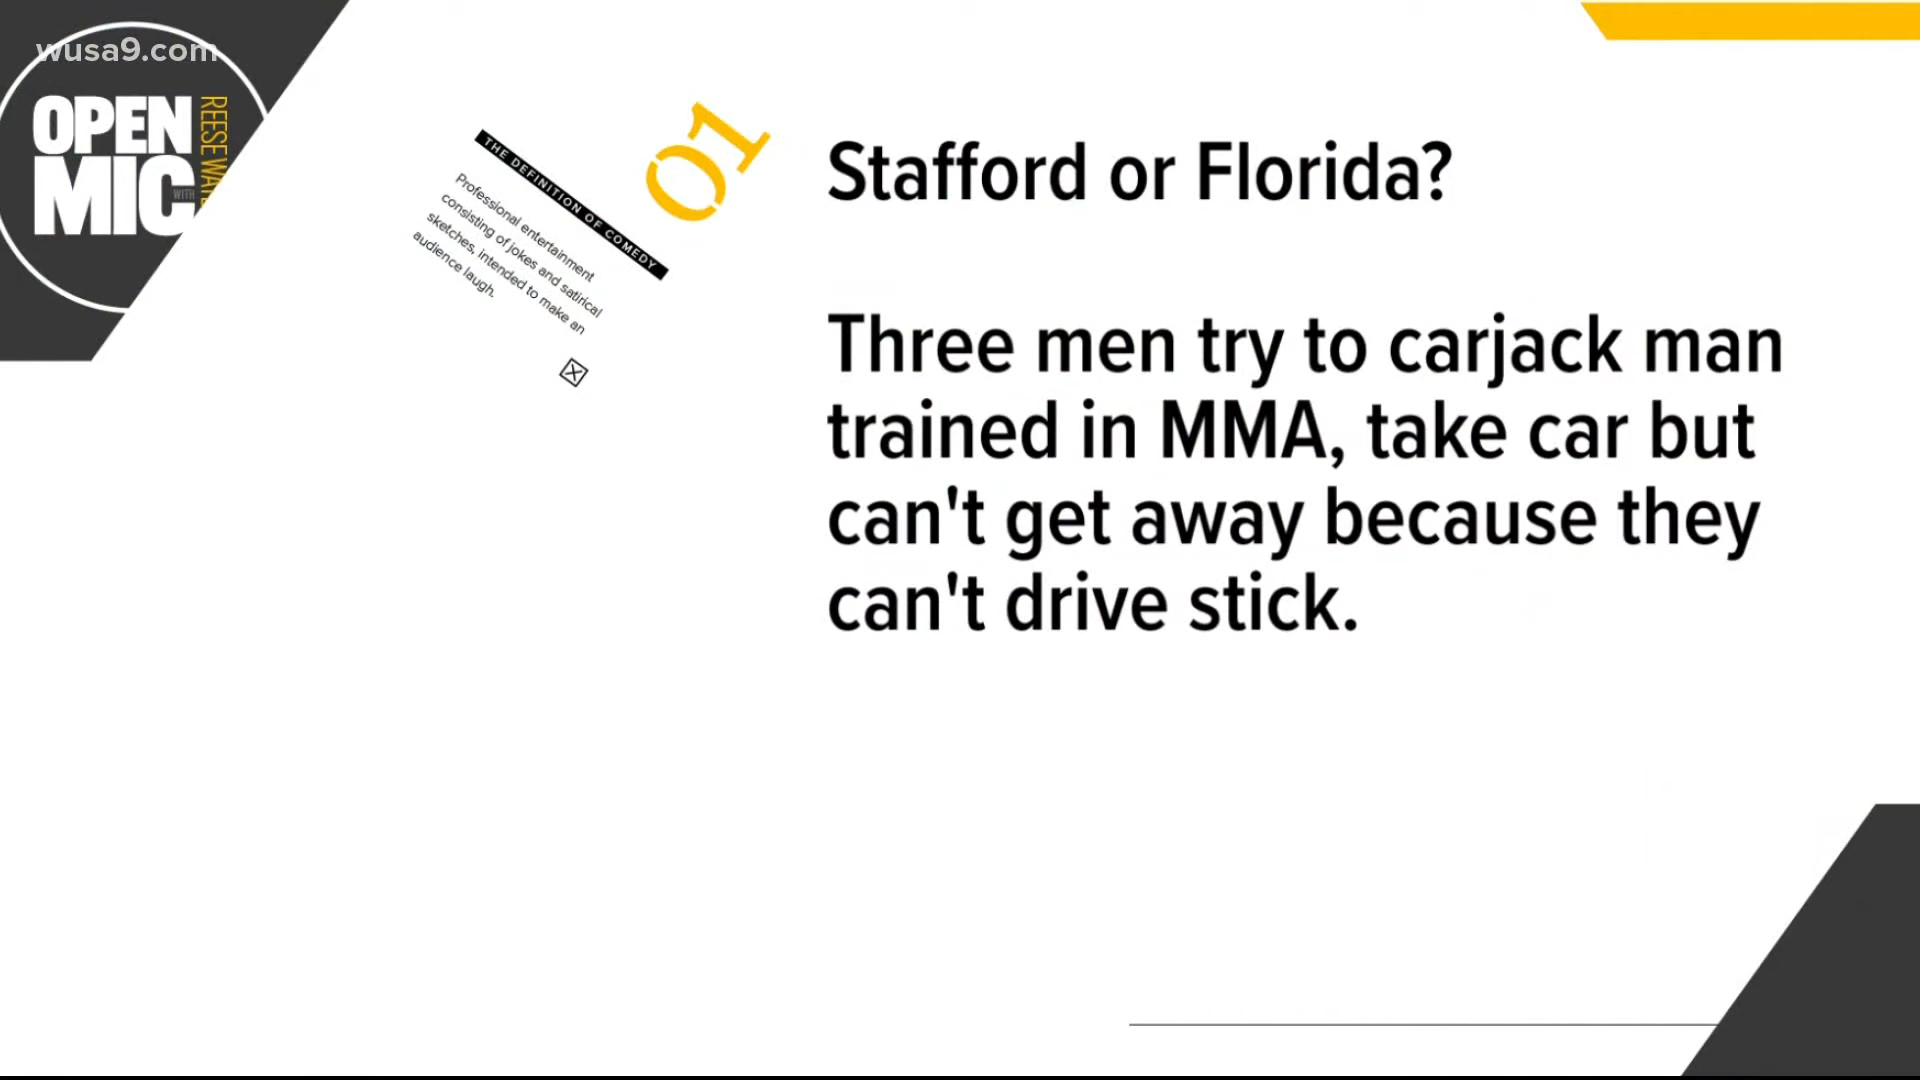 wusa9.com
OPEN
MIC
WITH
01
THE DEFINITION OF COMEDY
Professional entertainment
consisting of jokes and satirical
sketches, intended to make an
audience laugh.
Stafford or Florida?
Three men try to carjack man
trained in MMA, take car but
can't get away because they
can't drive stick.